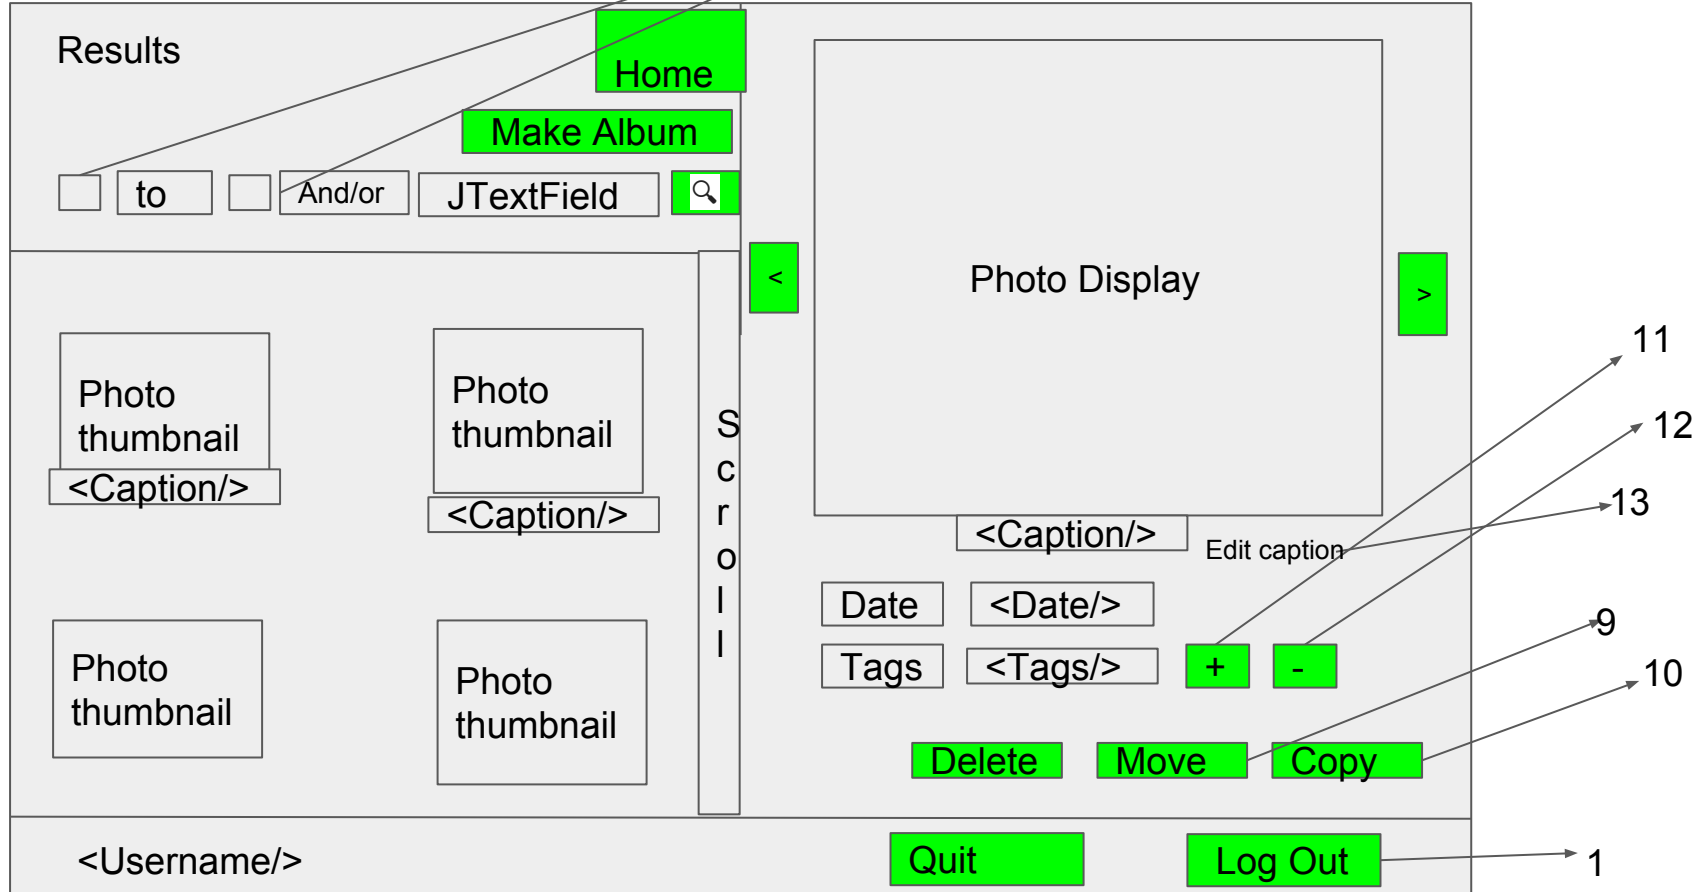 Results
Home
Make Album
to
And/or
JTextField
<
Photo Display
>
Photo
thumbnail
<Caption/>
Photo
thumbnail
<Caption/>
Photo
thumbnail
Photo
thumbnail
S
c
r
o
l
l
<Caption/>
Edit caption
Date
<Date/>
Tags
<Tags/>
+
-
Delete
Move
Copy
11
12
13
9
10
<Username/>
Quit
Log Out
1